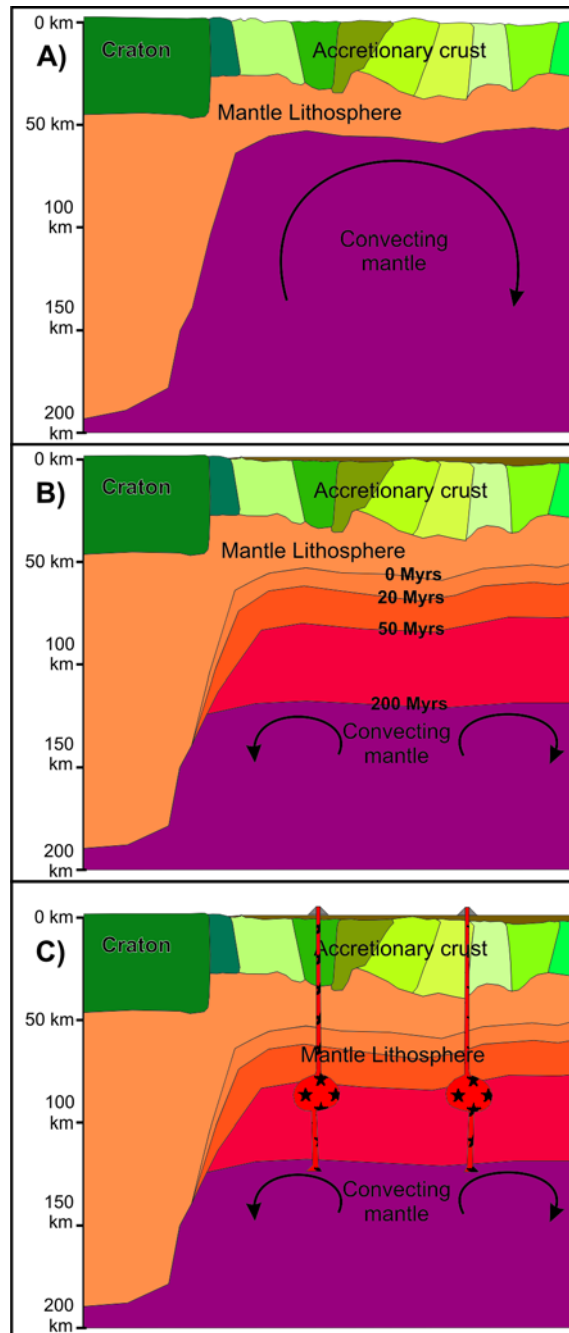 0 km
A)
Craton
Accretionary crust
Mantle Lithosphere
50 km
100
km
Convecting
mantle
150
km
200
km
0 km
B)
Craton
Accretionary crust
Mantle Lithosphere
50 km
0 Myrs
20 Myrs
50 Myrs
100
km
200 Myrs
Convecting
mantle
150
km
200
km
0 km
C)
Craton
Accretionary crust
50 km
Mantle Lithosphere
100
km
Convecting
mantle
150
km
200
km